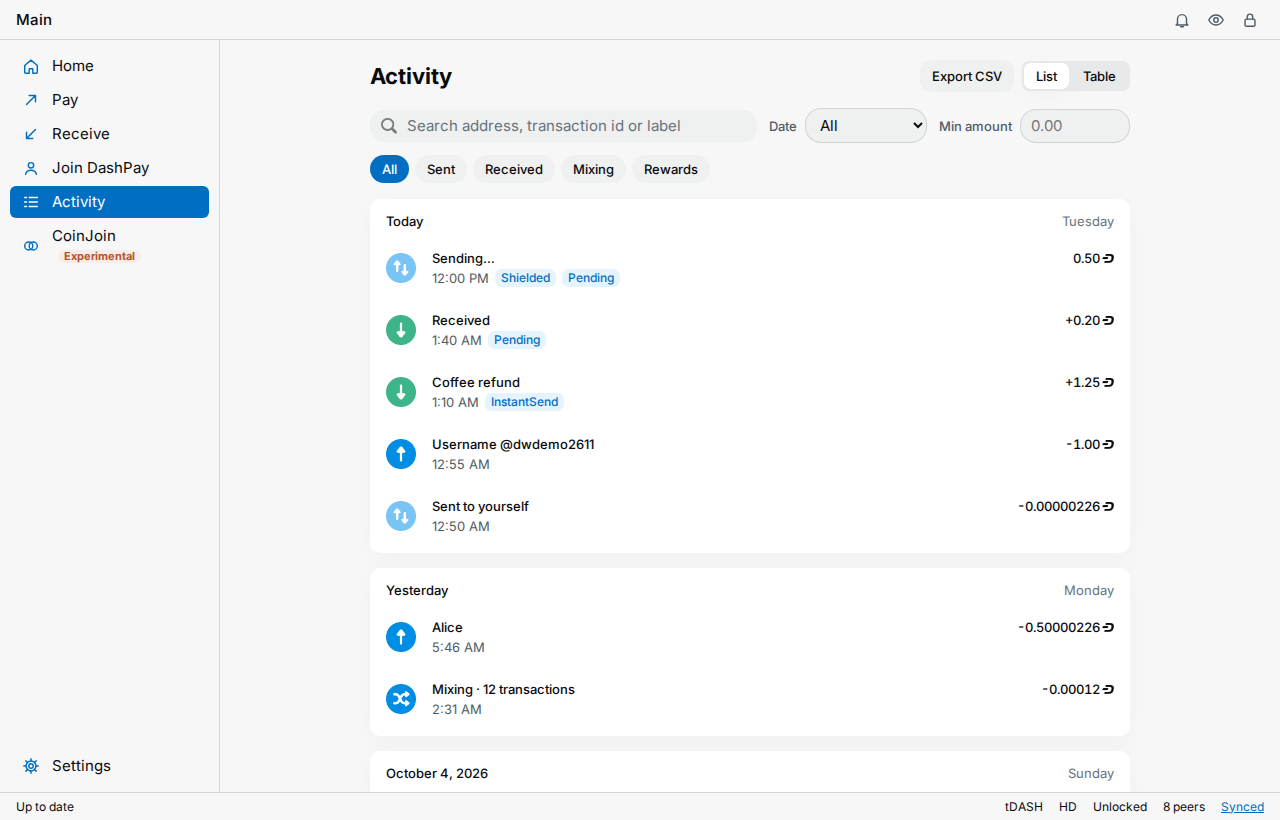 Main
Home
Pay
Receive
Join DashPay
Activity
CoinJoin
Experimental
Settings
Activity
Export CSV
List
Table
Search address, transaction id or label
Date
All
Min amount
0.00
All
Sent
Received
Mixing
Rewards
Today
Tuesday
Sending...
0.50
12:00 PM
Shielded
Pending
Received
+0.20
1:40 AM
Pending
Coffee refund
+1.25
1:10 AM
InstantSend
Username @dwdemo2611
-1.00
12:55 AM
Sent to yourself
-0.00000226
12:50 AM
Yesterday
Monday
Alice
-0.50000226
5:46 AM
Mixing · 12 transactions
-0.00012
2:31 AM
October 4, 2026
Sunday
Up to date
tDASH
HD
Unlocked
8 peers
Synced